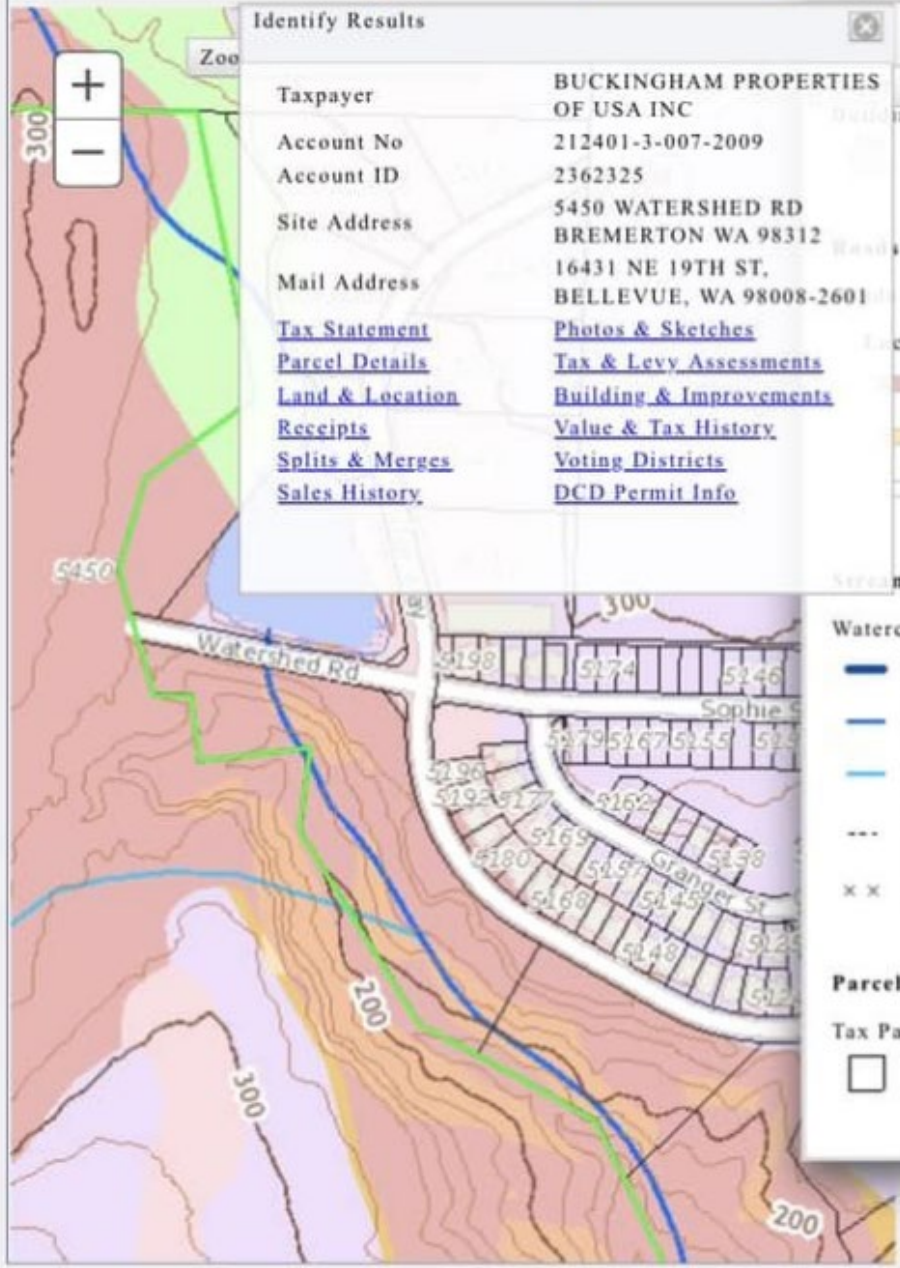 Identify Results
Zoo
Taxpayer
BUCKINGHAM PROPERTIES
OF USA INC
Account No
212401-3-007-2009
Account ID
2362325
Site Address
5450 WATERSHED RD
BREMERTON WA 98312
Mail Address
16431 NE 19TH ST,
BELLEVUE, WA 98008-2601
Tax Statement
Photos & Sketches
Parcel Details
Tax & Levy Assessments
Land & Location
Building & Improvements
Receipts
Value & Tax History
Splits & Merges
Voting Districts
Sales History
DCD Permit Info
300
5450
Watershed Rd
300
5198
5174
5146
Sophie S
5179
5167
5155
5196
5192
5162
5169
5180
5157
5138
Granger St
5168
5145
5148
200
300
200
Waterc
Parcel
Tax Pa